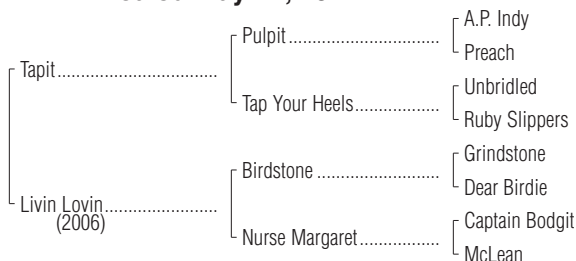 A.P. Indy
Pulpit
Preach
Tapit
Unbridled
Tap Your Heels
Ruby Slippers
Grindstone
Birdstone
Dear Birdie
Livin Lovin
(2006)
Captain Bodgit
Nurse Margaret
McLean